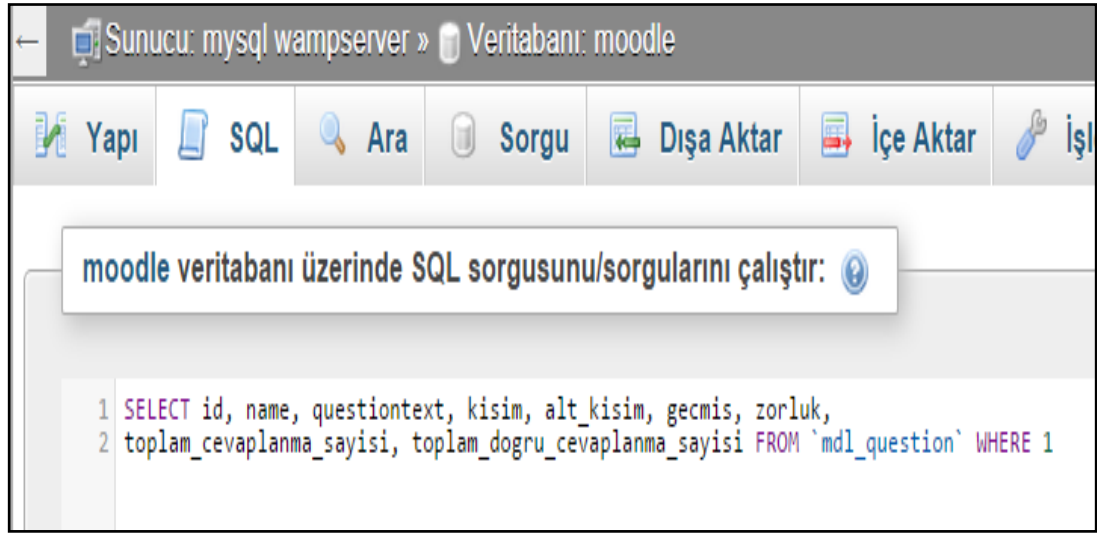 ← Sunucu: mysql wampserver » Veritabanı: moodle
Yapı SQL Ara Sorgu Dışa Aktar İçe Aktar
moodle veritabanı üzerinde SQL sorgusunu/sorgularını çalıştır:
1 SELECT id, name, questiontext, kisim, alt_kisim, gecmis, zorluk,
2 toplam_cevaplanma_sayisi, toplam_dogru_cevaplanma_sayisi FROM `mdl_question` WHERE 1